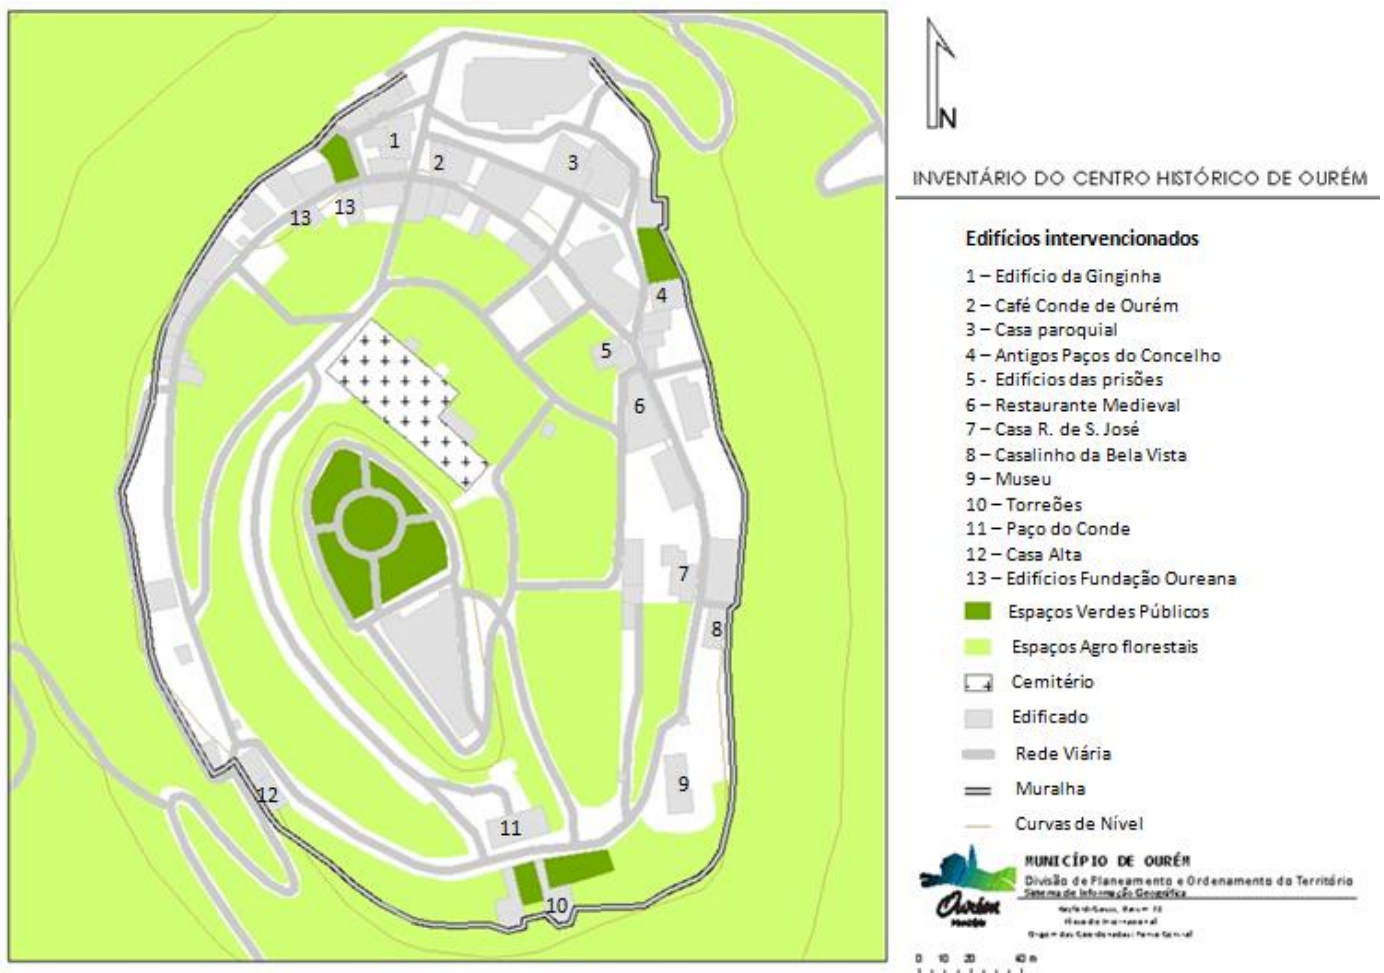 1
2
3
13
13
4
5
6
7
8
9
10
11
12
N
INVENTÁRIO DO CENTRO HISTÓRICO DE OURÉM
Edifícios intervencionados
1 – Edifício da Ginginha
2 – Café Conde de Ourém
3 – Casa paroquial
4 – Antigos Paços do Concelho
5 - Edifícios das prisões
6 – Restaurante Medieval
7 – Casa R. de S. José
8 – Casalinho da Bela Vista
9 – Museu
10 – Torreões
11 – Paço do Conde
12 – Casa Alta
13 – Edifícios Fundação Oureana
Espaços Verdes Públicos
Espaços Agro florestais
Cemitério
Edificado
Rede Viária
Muralha
Curvas de Nível
MUNICÍPIO DE OURÉM
Divisão de Planeamento e Ordenamento do Território
Sistema de Informação Geográfica
Ourém
0 10 20 40 m